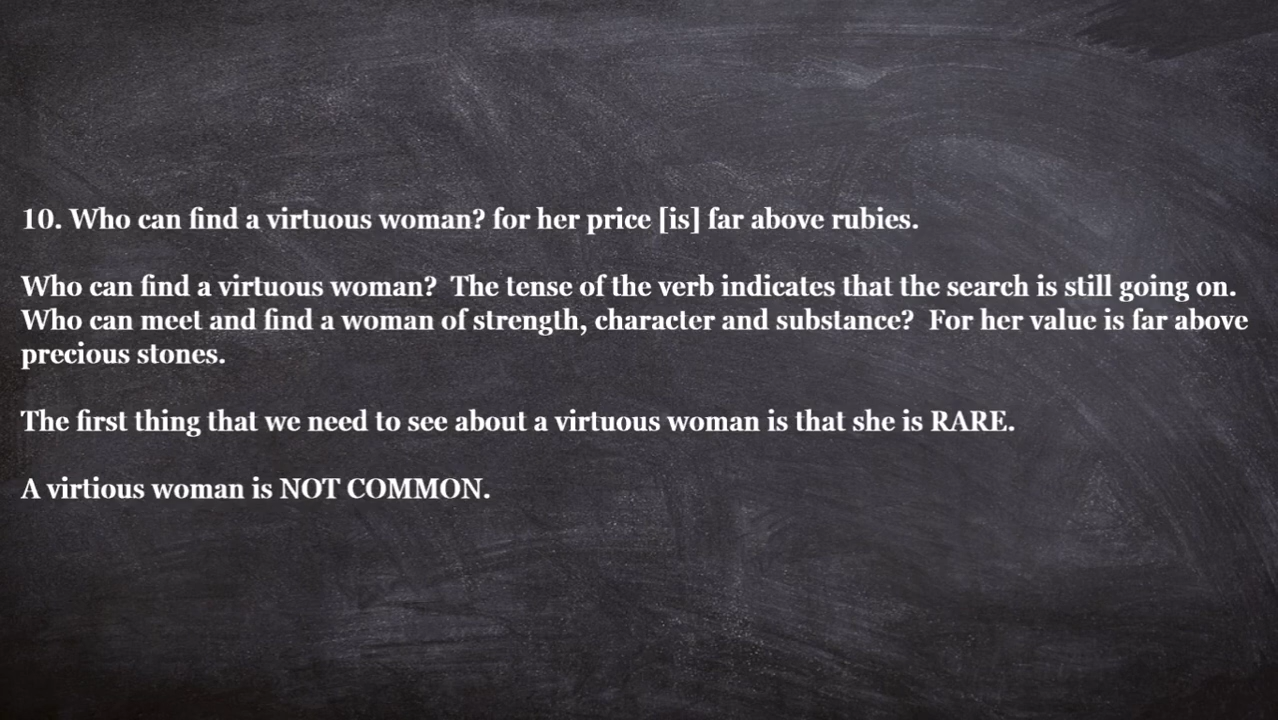 10. Who can find a virtuous woman? for her price [is] far above rubies.
Who can find a virtuous woman?  The tense of the verb indicates that the search is still going on.
Who can meet and find a woman of strength, character and substance?  For her value is far above
precious stones.
The first thing that we need to see about a virtuous woman is that she is RARE.
A virtious woman is NOT COMMON.